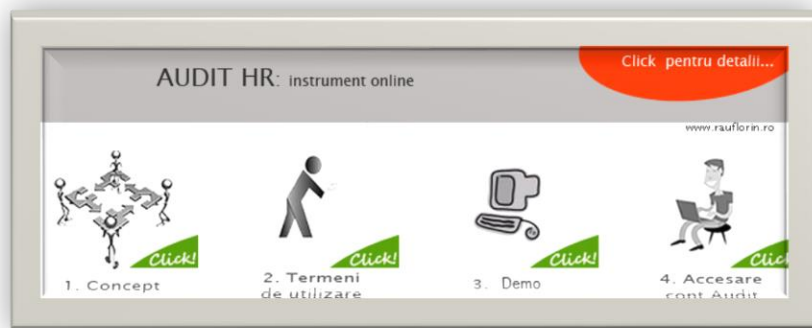 AUDIT HR: instrument online
Click pentru detalii...
www.rauflorin.ro
Click!
Click!
Click!
Click!
1. Concept
2. Termeni
de utilizare
3. Demo
4. Accesare
cont Audit